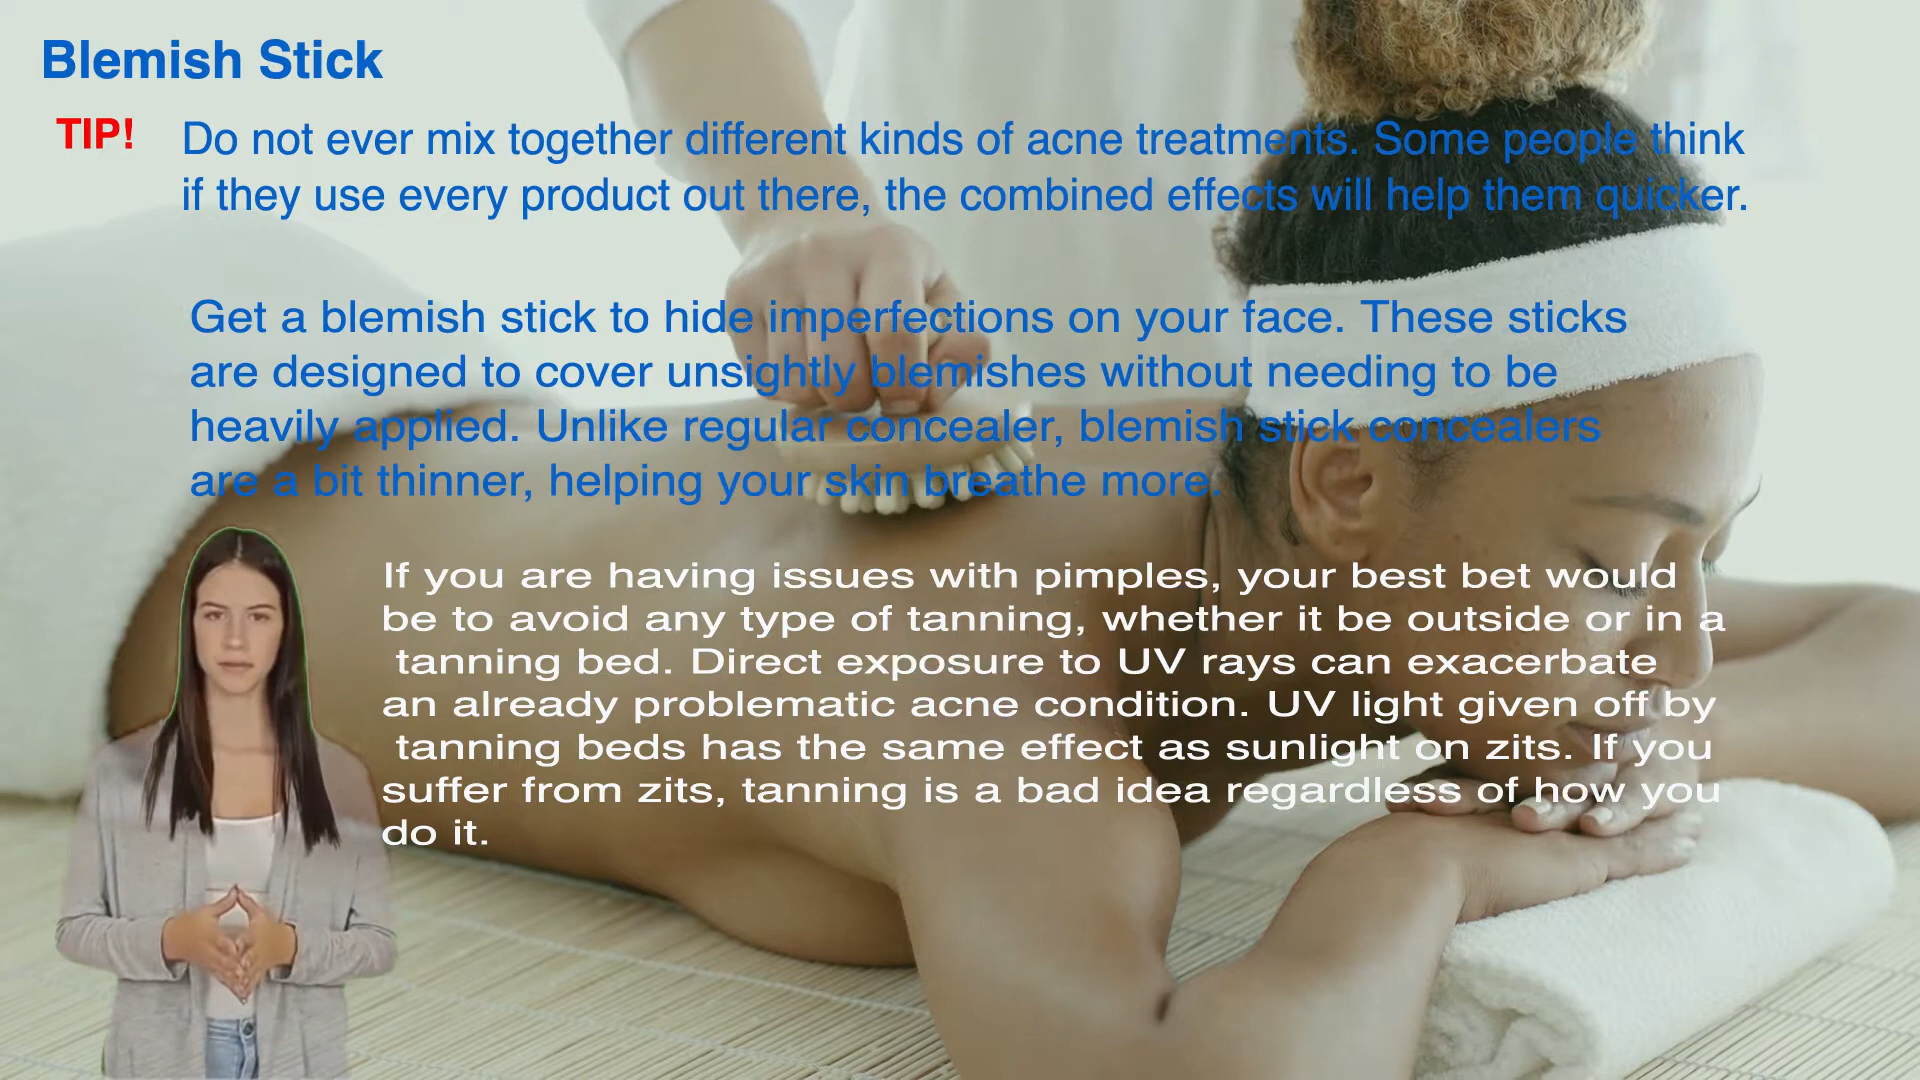 Blemish Stick
TIP! Do not ever mix together different kinds of acne treatments. Some people think
if they use every product out there, the combined effects will help them quicker.
Get a blemish stick to hide imperfections on your face. These sticks
are designed to cover unsightly blemishes without needing to be
heavily applied. Unlike regular concealer, blemish stick concealers
are a bit thinner, helping your skin breathe more.
If you are having issues with pimples, your best bet would
be to avoid any type of tanning, whether it be outside or in a
tanning bed. Direct exposure to UV rays can exacerbate
an already problematic acne condition. UV light given off by
tanning beds has the same effect as sunlight on zits. If you
suffer from zits, tanning is a bad idea regardless of how you
do it.